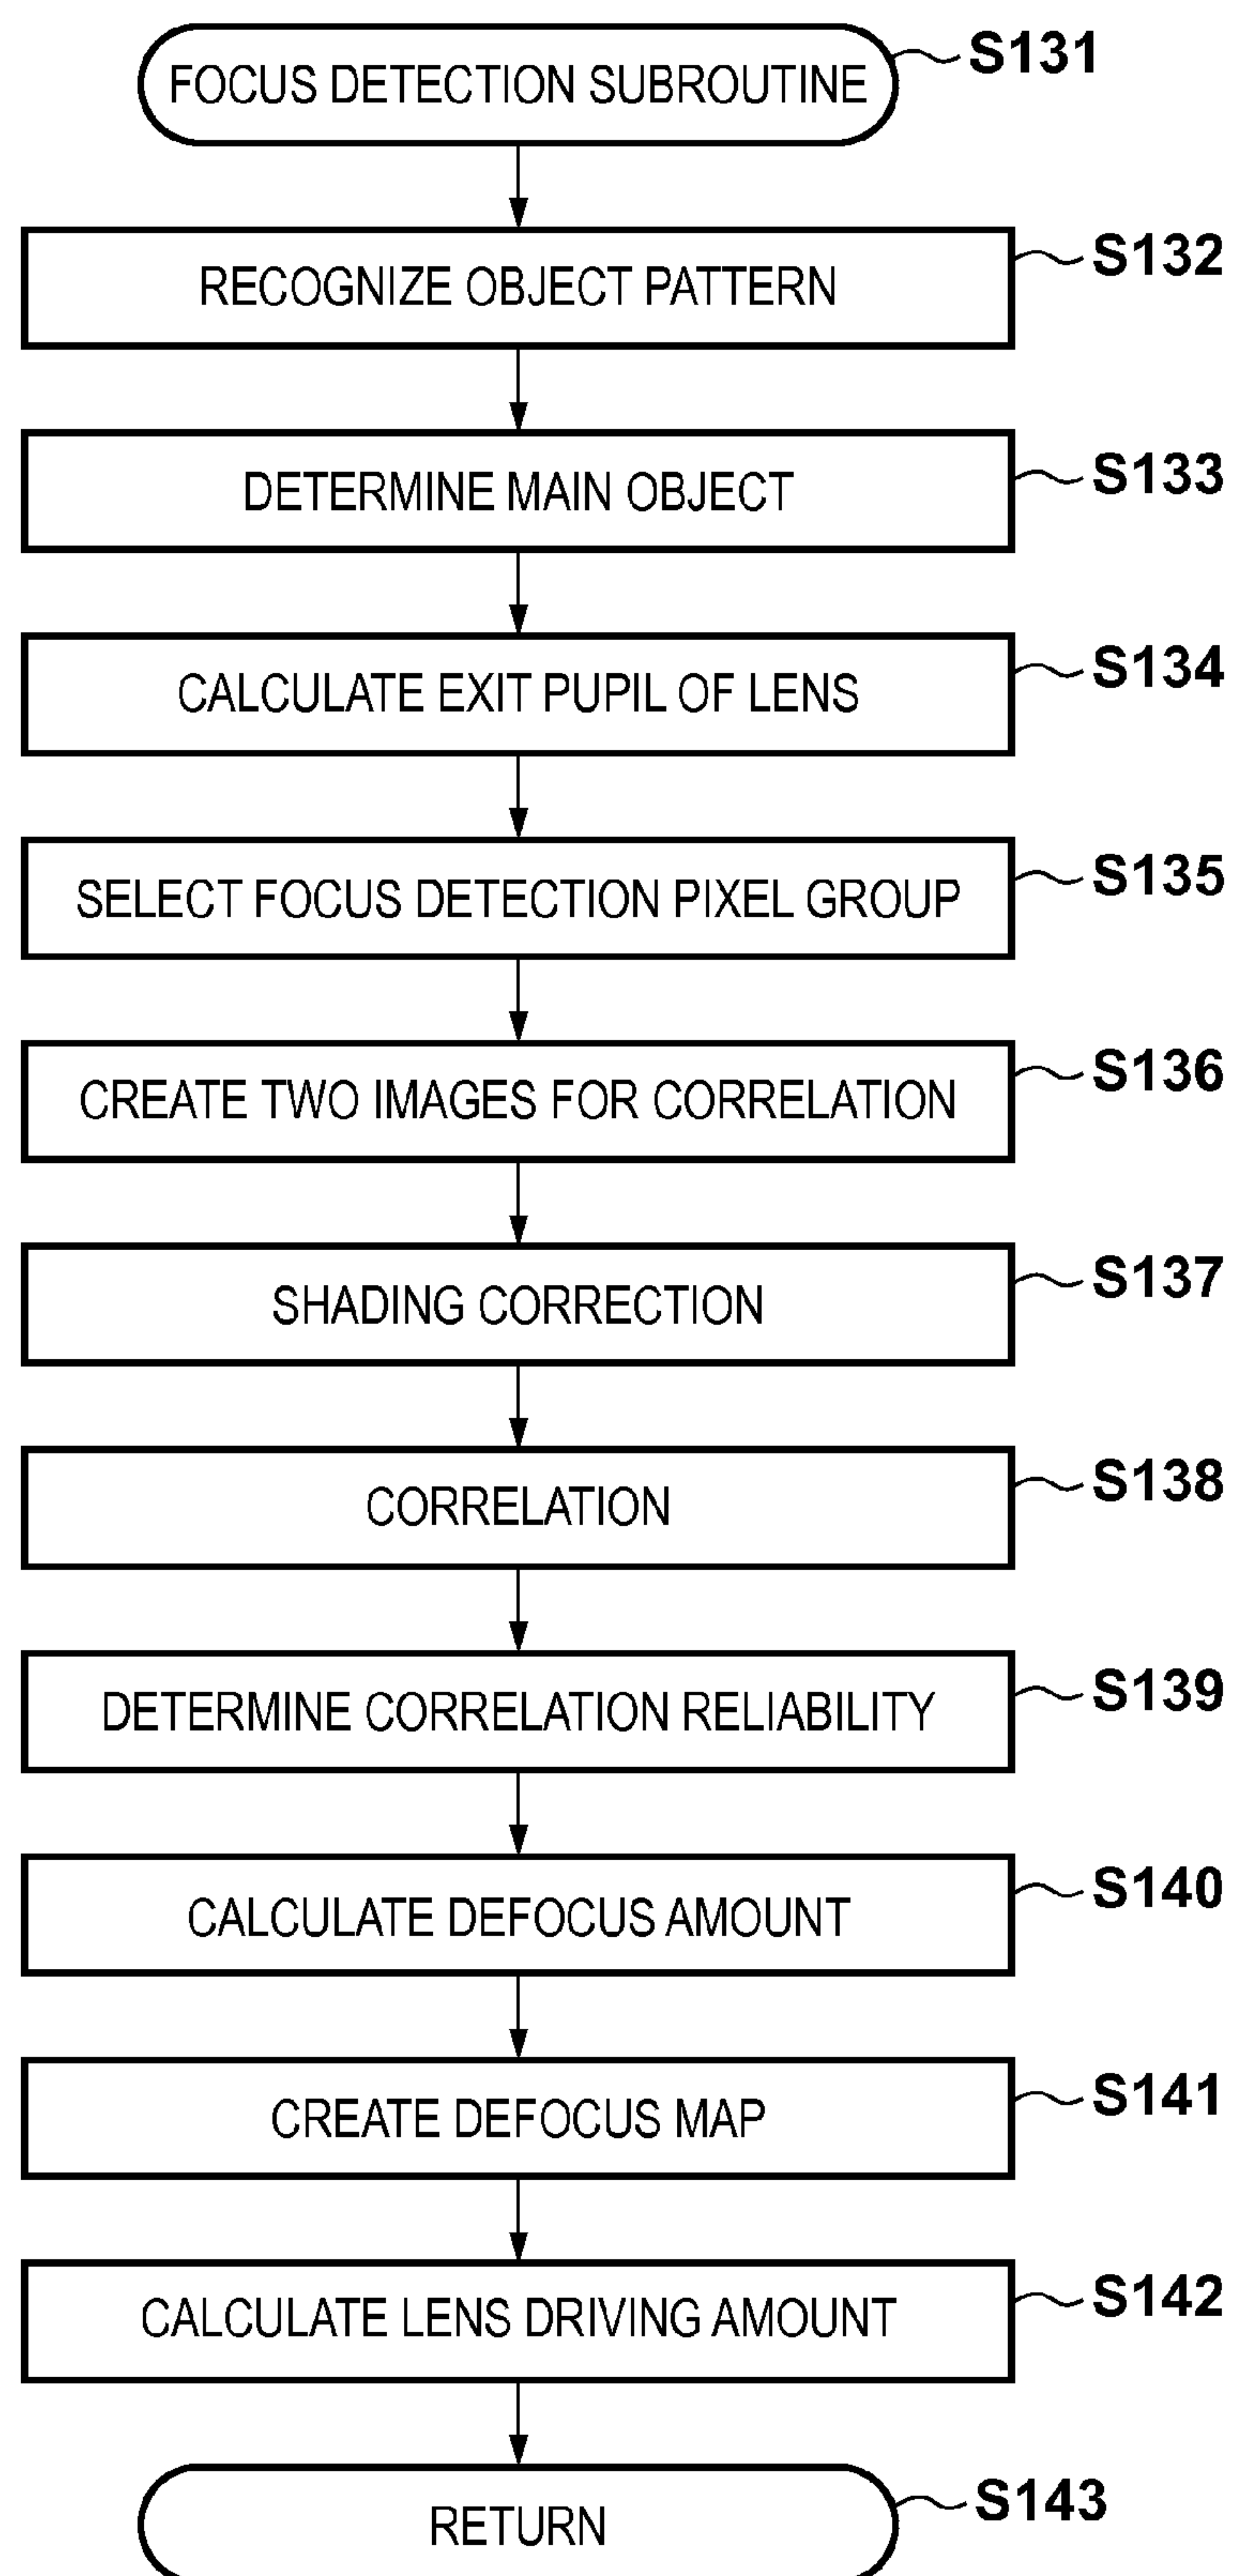 FOCUS DETECTION SUBROUTINE S131
RECOGNIZE OBJECT PATTERN S132
DETERMINE MAIN OBJECT S133
CALCULATE EXIT PUPIL OF LENS S134
SELECT FOCUS DETECTION PIXEL GROUP S135
CREATE TWO IMAGES FOR CORRELATION S136
SHADING CORRECTION S137
CORRELATION S138
DETERMINE CORRELATION RELIABILITY S139
CALCULATE DEFOCUS AMOUNT S140
CREATE DEFOCUS MAP S141
CALCULATE LENS DRIVING AMOUNT S142
RETURN S143